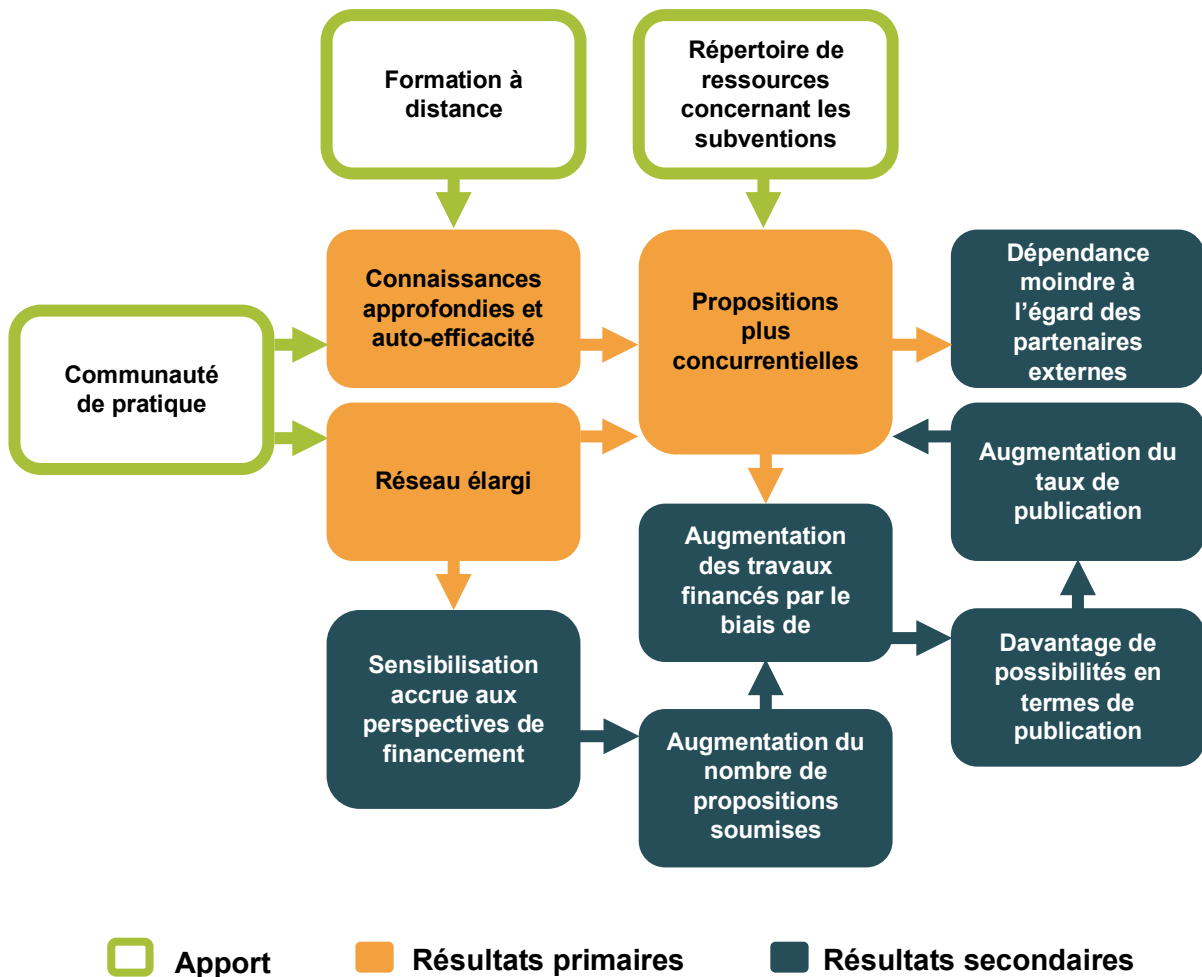 Formation à
distance
Répertoire de
ressources
concernant les
subventions
Communauté
de pratique
Connaissances
approfondies et
auto-efficacité
Propositions
plus
concurrentielles
Dépendance
moindre à
l'égard des
partenaires
externes
Réseau élargi
Augmentation
des travaux
financés par le
biais de
Augmentation du
taux de
publication
Sensibilisation
accrue aux
perspectives de
financement
Augmentation du
nombre de
propositions
soumises
Davantage de
possibilités en
termes de
publication
Apport
Résultats primaires
Résultats secondaires